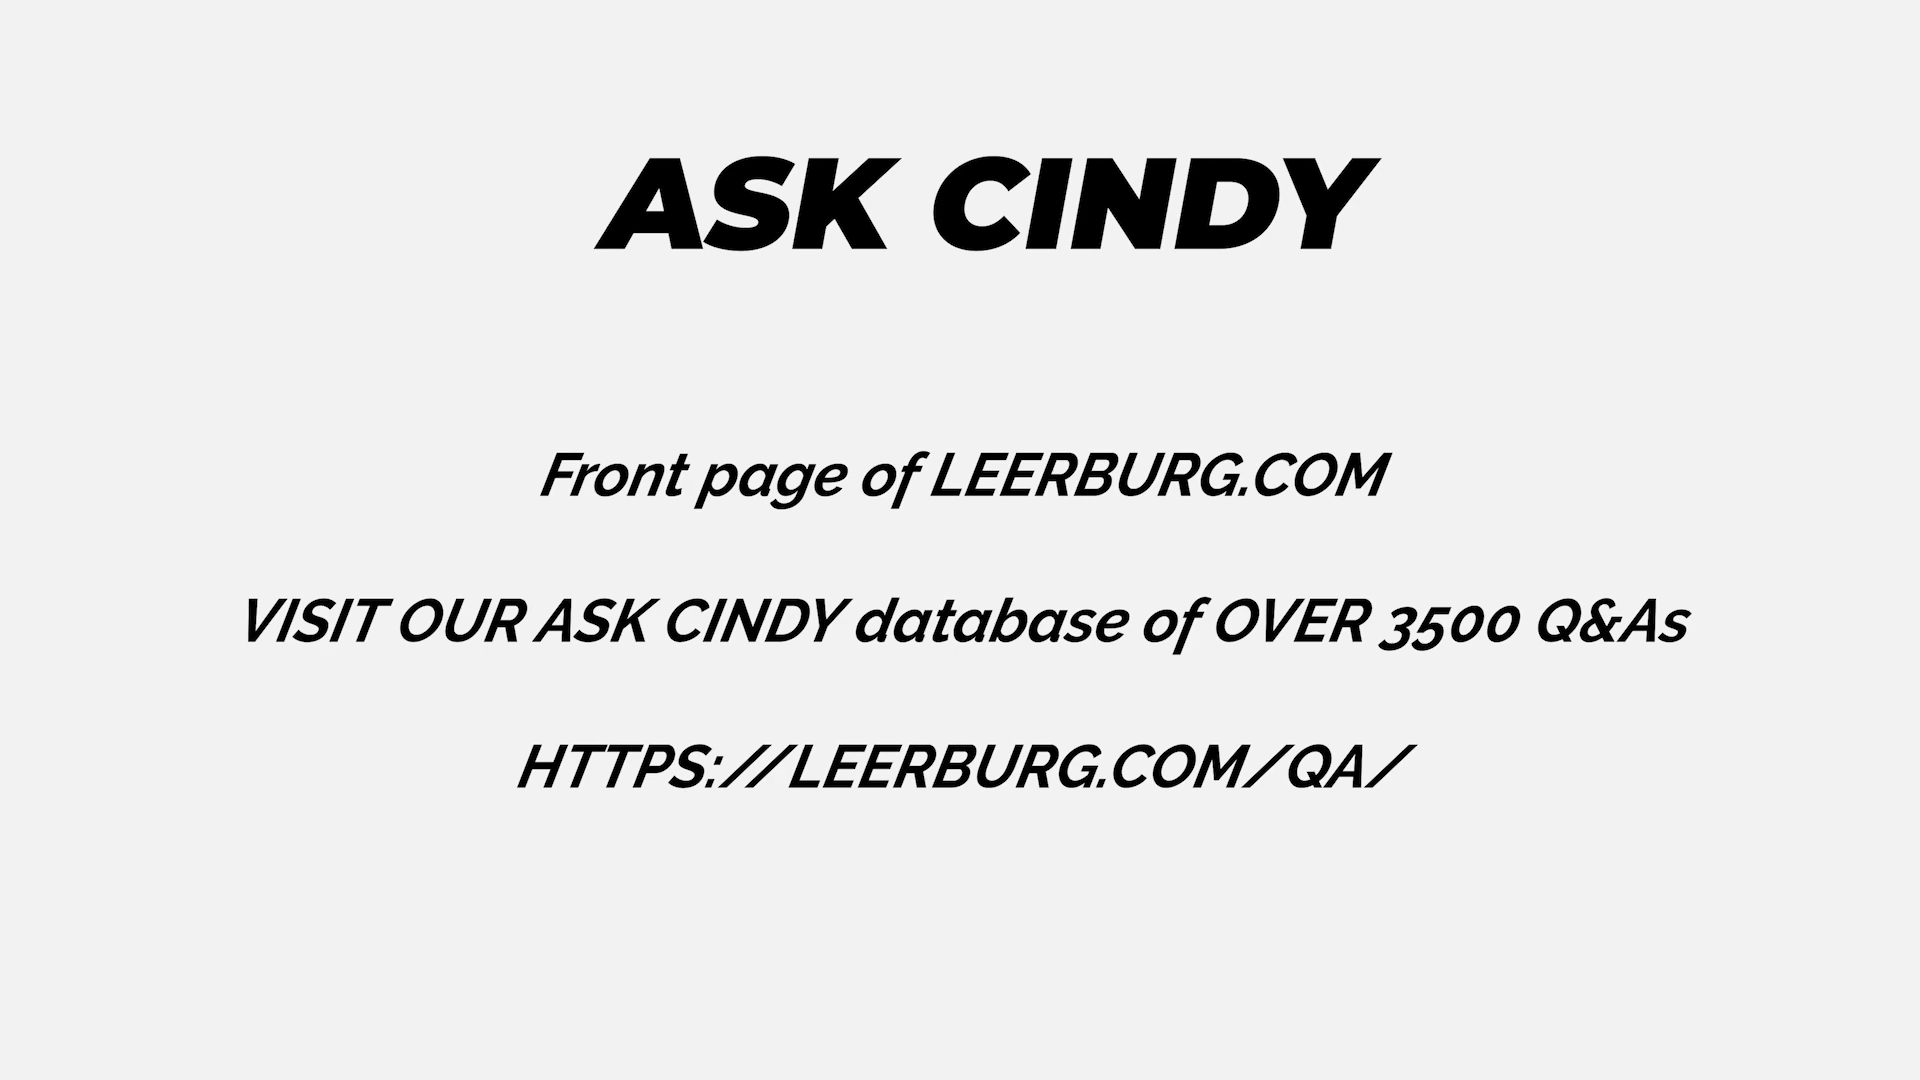 ASK CINDY
Front page of LEERBURG.COM
VISIT OUR ASK CINDY database of OVER 3500 Q&As
HTTPS://LEERBURG.COM/QA/